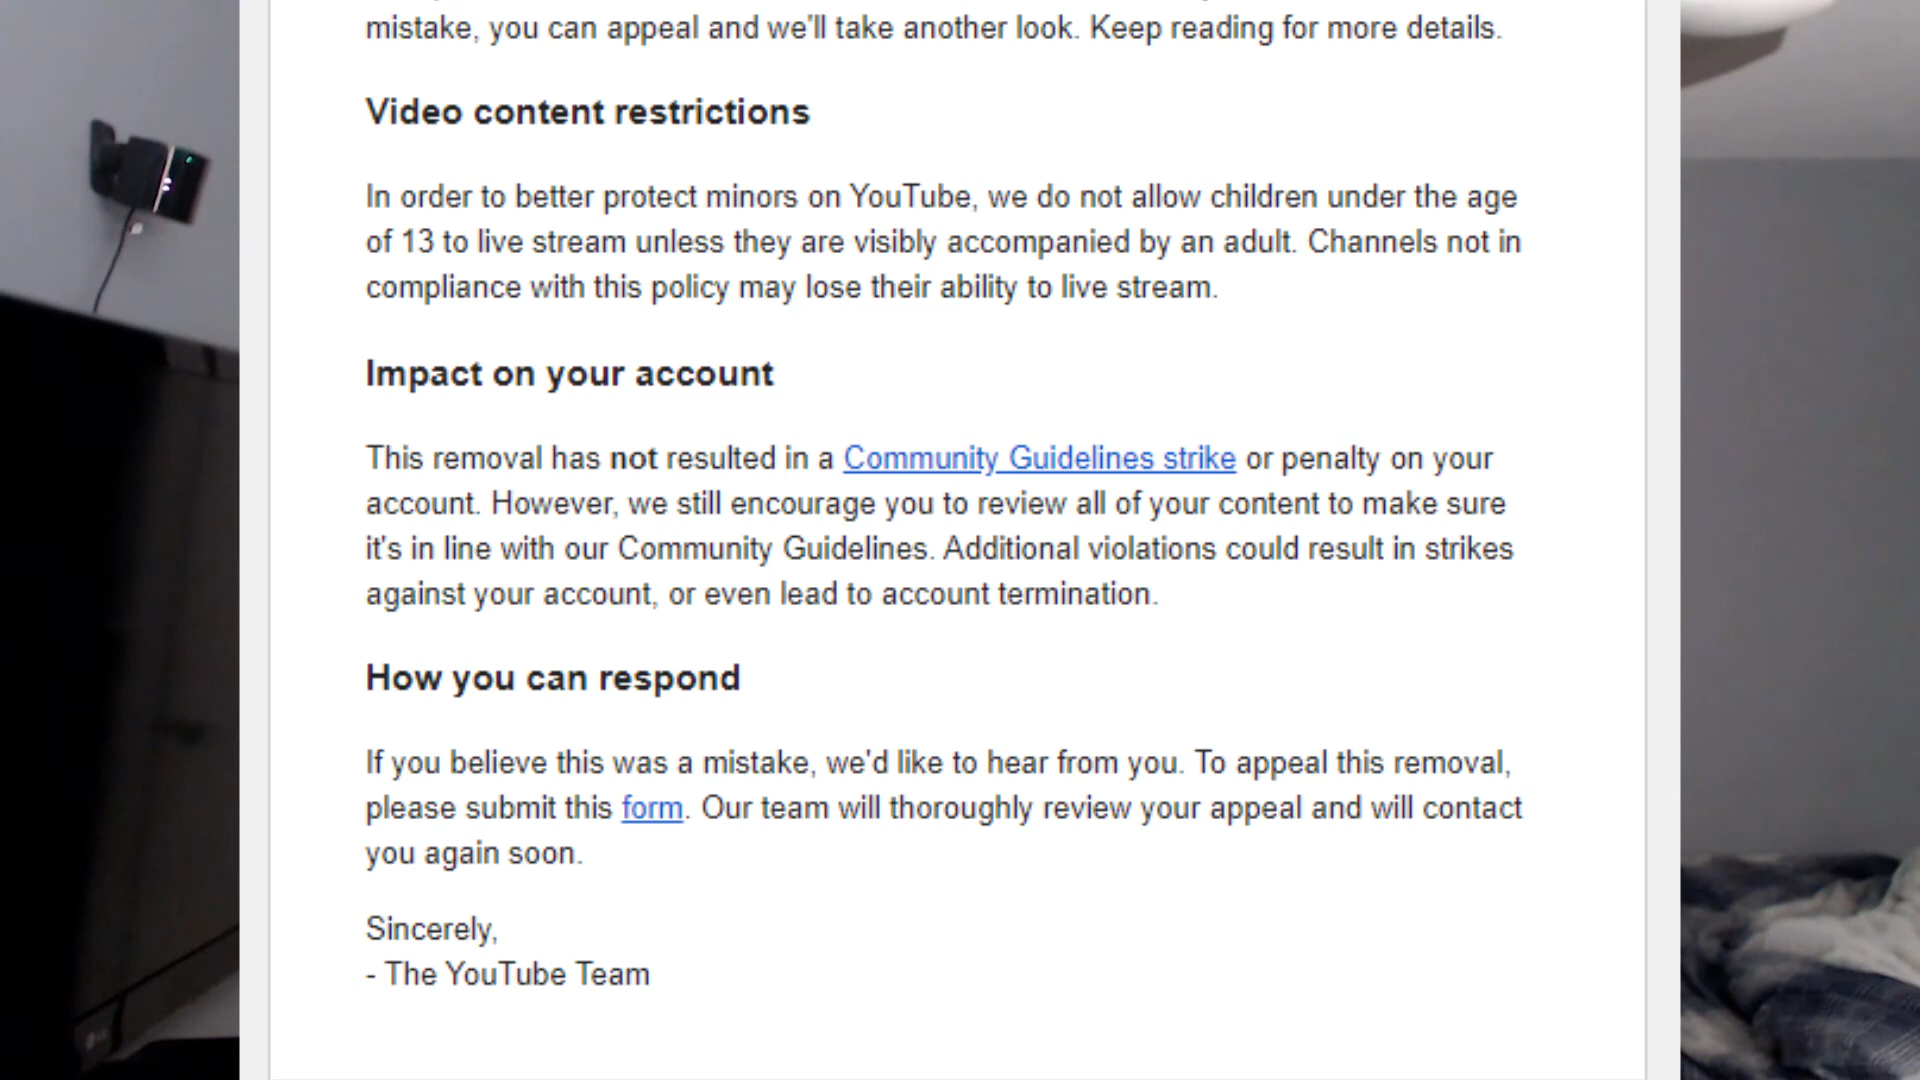 mistake, you can appeal and we'll take another look. Keep reading for more details.
Video content restrictions
In order to better protect minors on YouTube, we do not allow children under the age
of 13 to live stream unless they are visibly accompanied by an adult. Channels not in
compliance with this policy may lose their ability to live stream.
Impact on your account
This removal has not resulted in a Community Guidelines strike or penalty on your
account. However, we still encourage you to review all of your content to make sure
it's in line with our Community Guidelines. Additional violations could result in strikes
against your account, or even lead to account termination.
How you can respond
If you believe this was a mistake, we'd like to hear from you. To appeal this removal,
please submit this form. Our team will thoroughly review your appeal and will contact
you again soon.
Sincerely,
- The YouTube Team